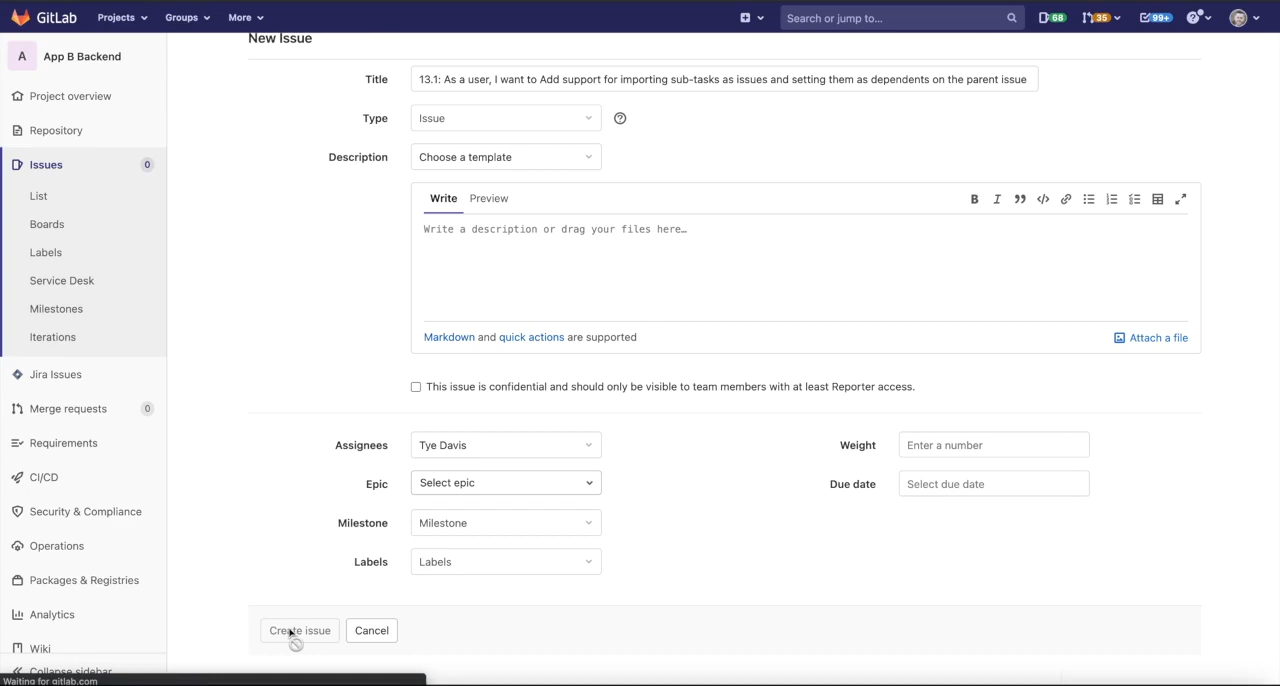 GitLab Projects Groups More Search or jump to... 68 35 99+
A App B Backend
Project overview
Repository
Issues 0
List
Boards
Labels
Service Desk
Milestones
Iterations
Jira Issues
Merge requests 0
Requirements
CI/CD
Security & Compliance
Operations
Packages & Registries
Analytics
Wiki
Collapse sidebar
Waiting for gitlab.com
New Issue
Title 13.1: As a user, I want to Add support for importing sub-tasks as issues and setting them as dependents on the parent issue
Type Issue
Description Choose a template
Write Preview
Write a description or drag your files here…
Markdown and quick actions are supported Attach a file
This issue is confidential and should only be visible to team members with at least Reporter access.
Assignees Tye Davis Weight Enter a number
Epic Select epic Due date Select due date
Milestone Milestone
Labels Labels
Create issue Cancel